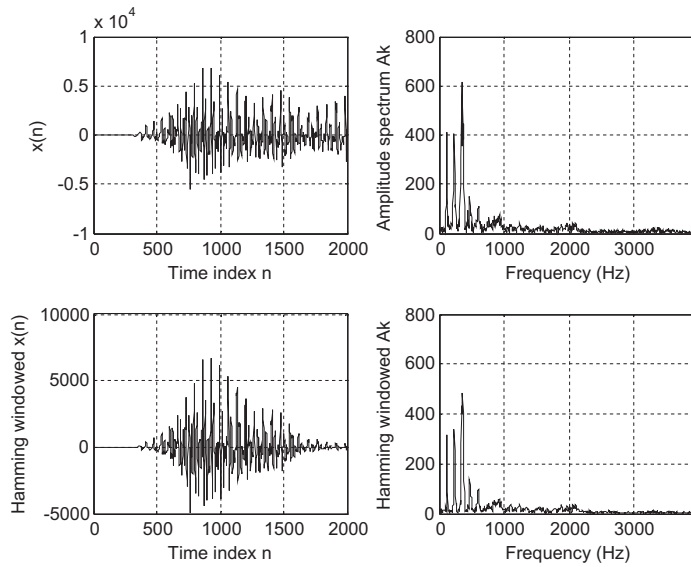 x 10^4
1
0.5
0
-0.5
-1
x(n)
0 500 1000 1500 2000
Time index n
800
600
400
200
0
Amplitude spectrum Ak
0 1000 2000 3000
Frequency (Hz)
10000
5000
0
-5000
Hamming windowed x(n)
0 500 1000 1500 2000
Time index n
800
600
400
200
0
Hamming windowed Ak
0 1000 2000 3000
Frequency (Hz)